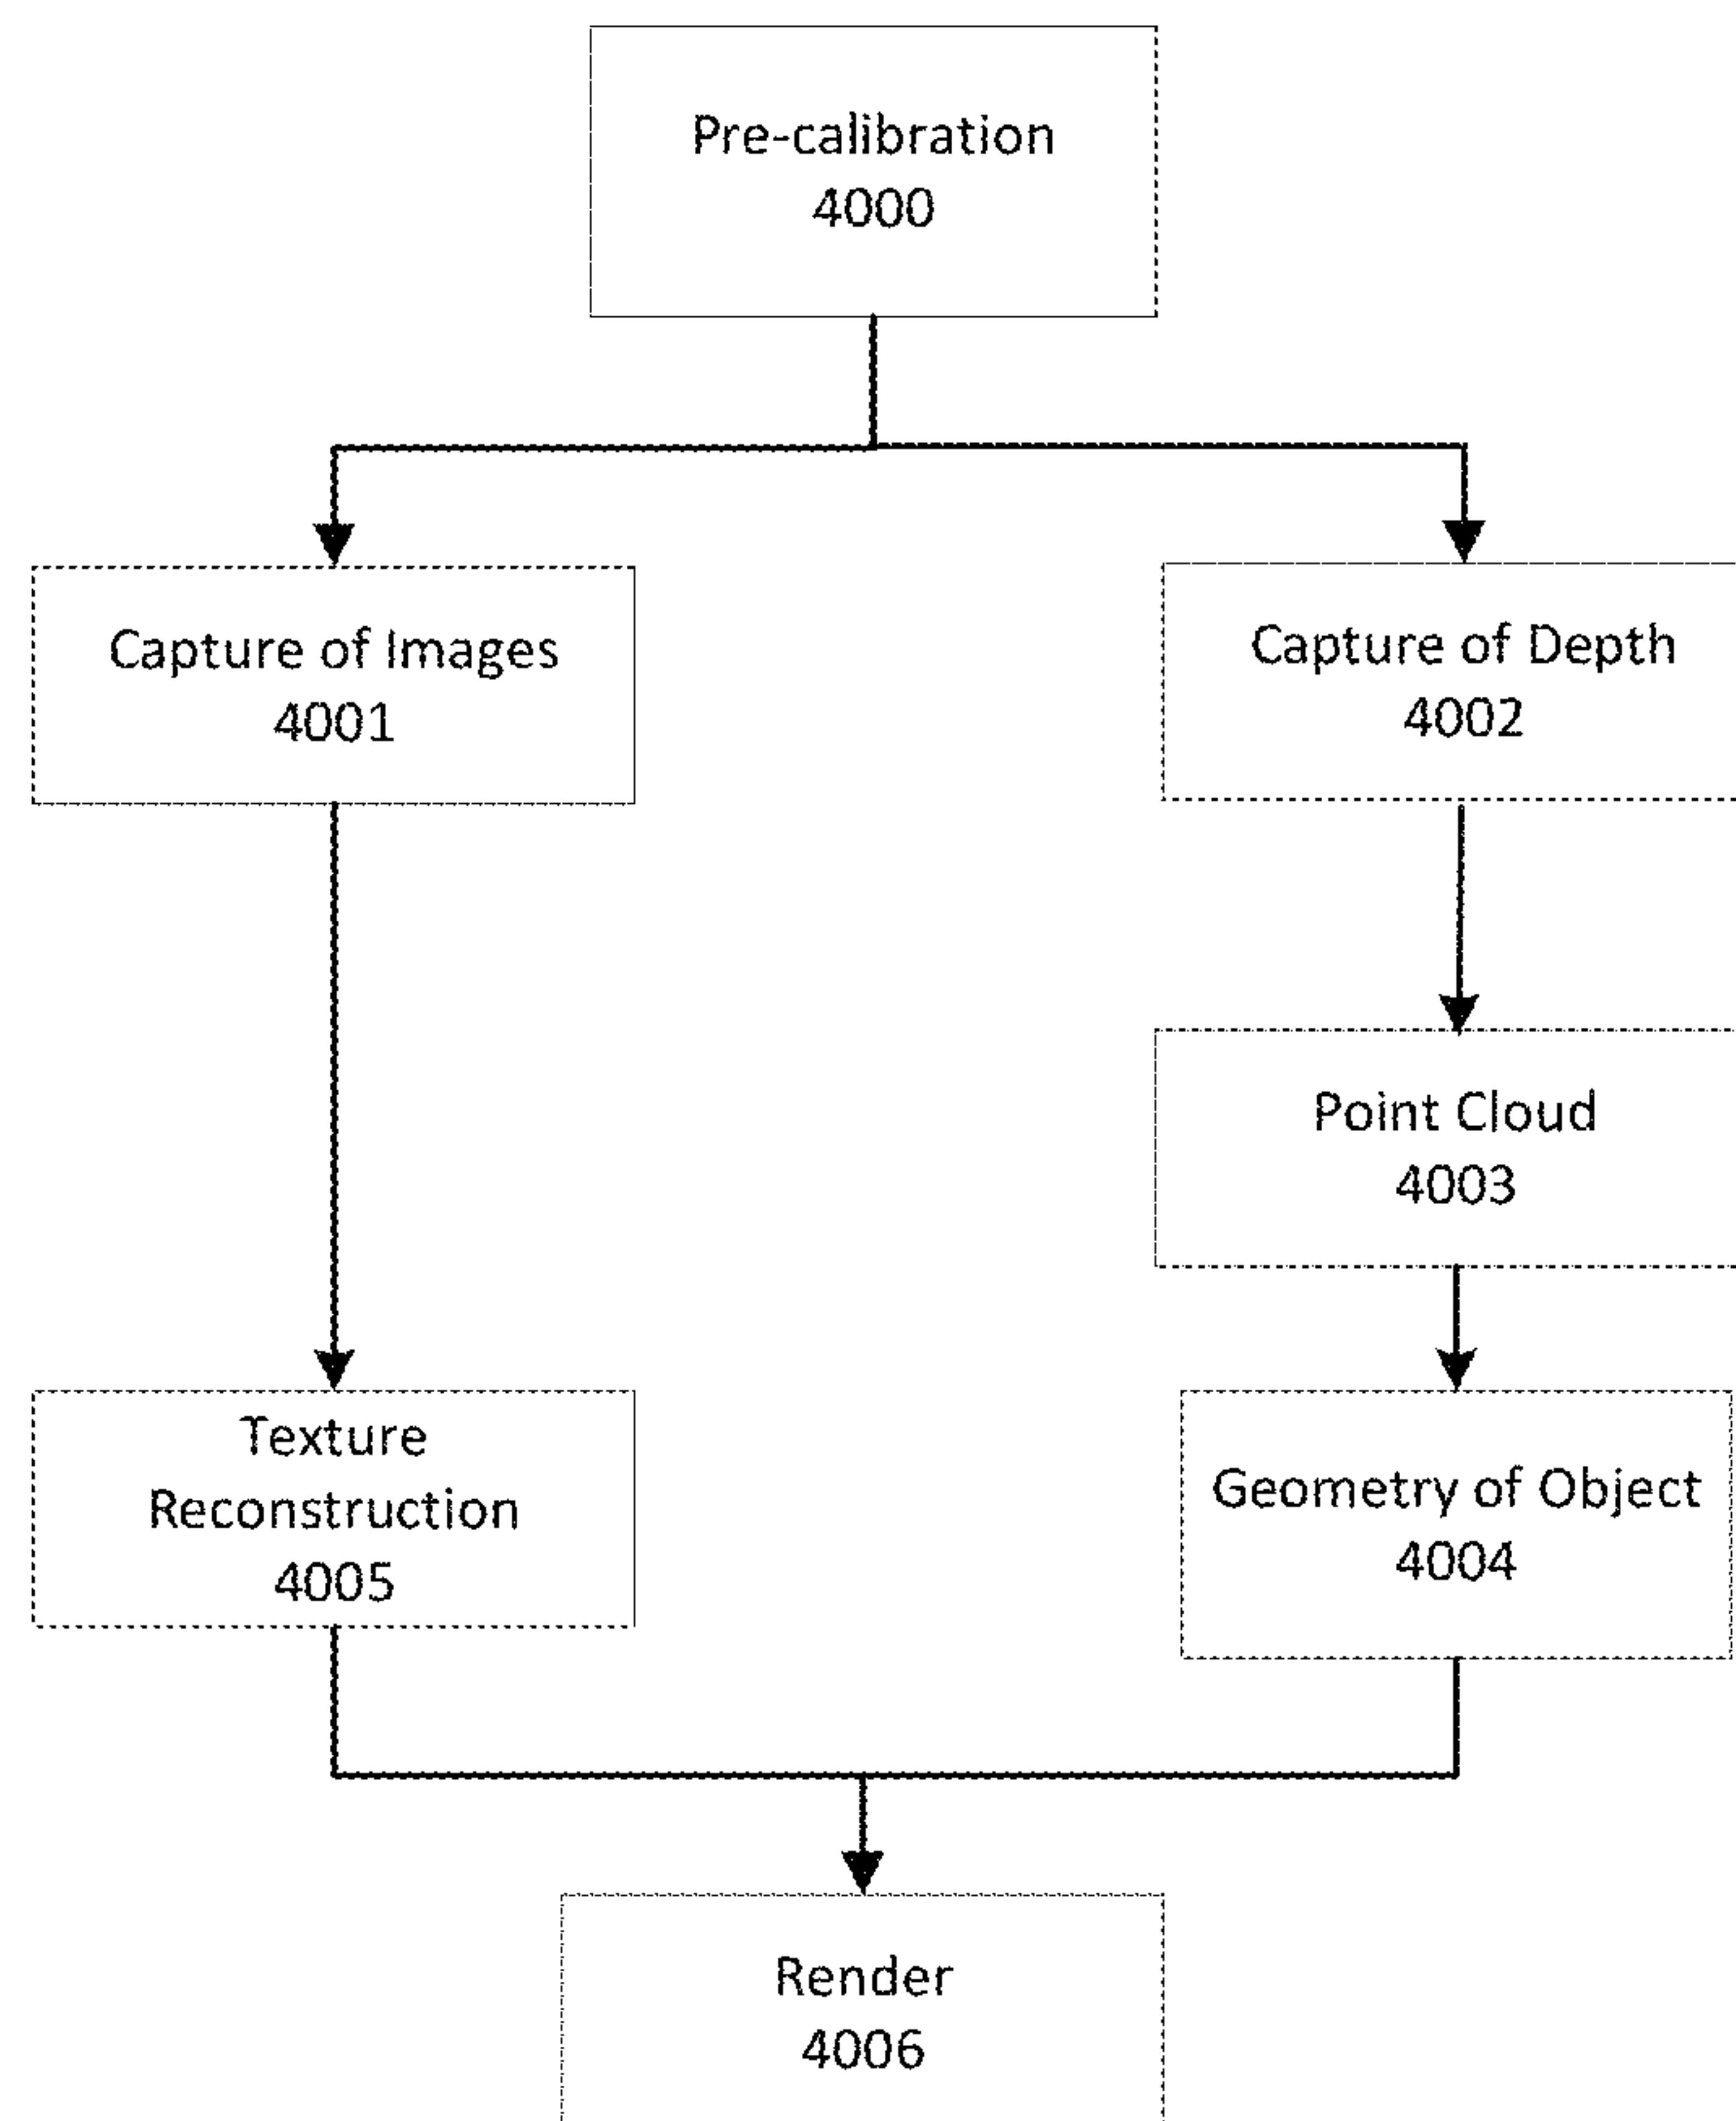 Pre-calibration
4000
Capture of Images
4001
Capture of Depth
4002
Point Cloud
4003
Texture
Reconstruction
4005
Geometry of Object
4004
Render
4006